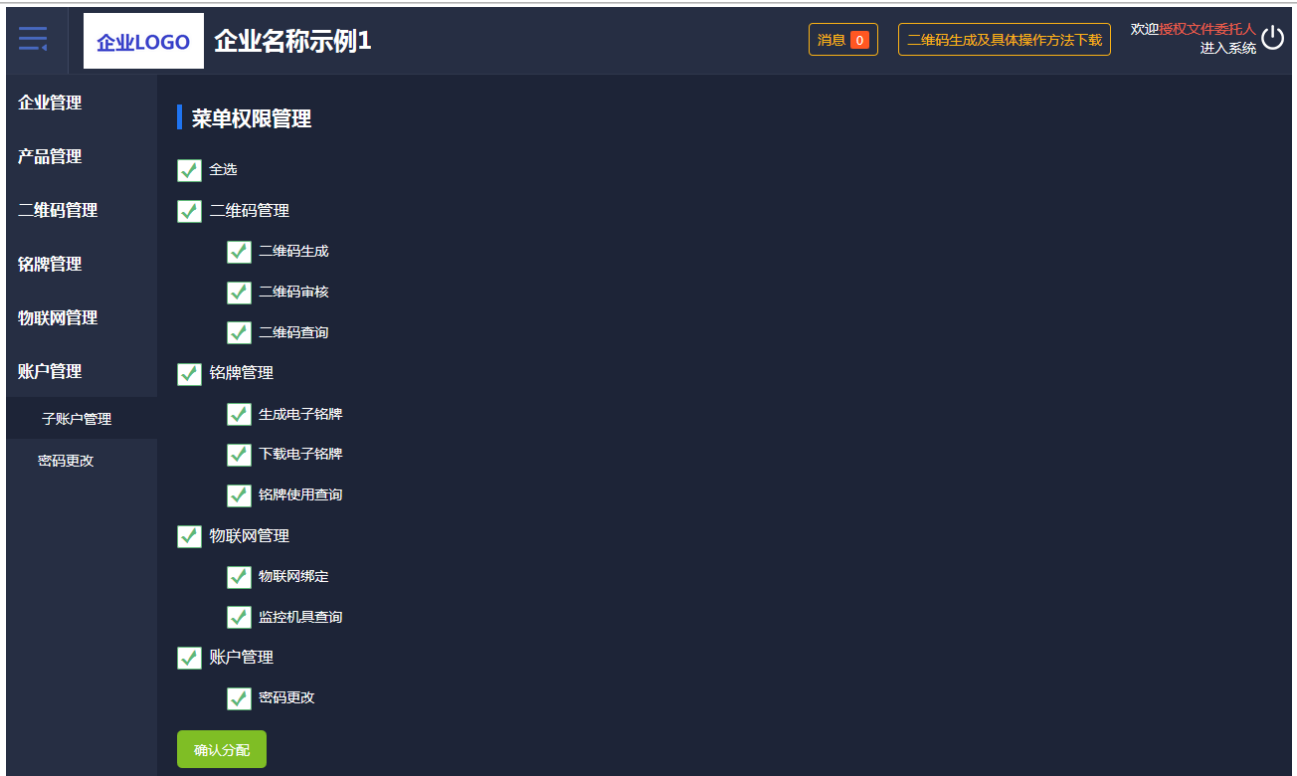 企业LOGO
企业名称示例1
消息 0
二维码生成及具体操作方法下载
欢迎授权文件委托人
进入系统
企业管理
产品管理
二维码管理
铭牌管理
物联网管理
账户管理
子账户管理
密码更改
菜单权限管理
全选
二维码管理
二维码生成
二维码审核
二维码查询
铭牌管理
生成电子铭牌
下载电子铭牌
铭牌使用查询
物联网管理
物联网绑定
监控机具查询
账户管理
密码更改
确认分配